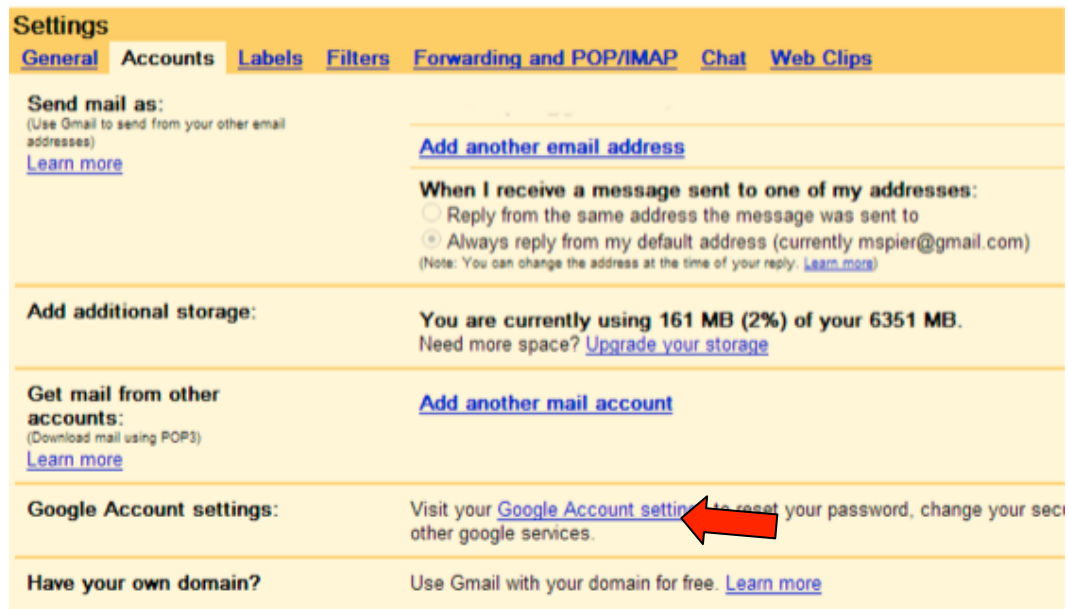 Settings
General Accounts Labels Filters Forwarding and POP/IMAP Chat Web Clips
Send mail as:
(Use Gmail to send from your other email
addresses)
Learn more
Add another email address
When I receive a message sent to one of my addresses:
Reply from the same address the message was sent to
Always reply from my default address (currently mspier@gmail.com)
(Note: You can change the address at the time of your reply. Learn more)
Add additional storage:
You are currently using 161 MB (2%) of your 6351 MB.
Need more space? Upgrade your storage
Get mail from other
accounts:
(Download mail using POP3)
Learn more
Add another mail account
Google Account settings:
Visit your Google Account setting to reset your password, change your secu
other google services.
Have your own domain?
Use Gmail with your domain for free. Learn more